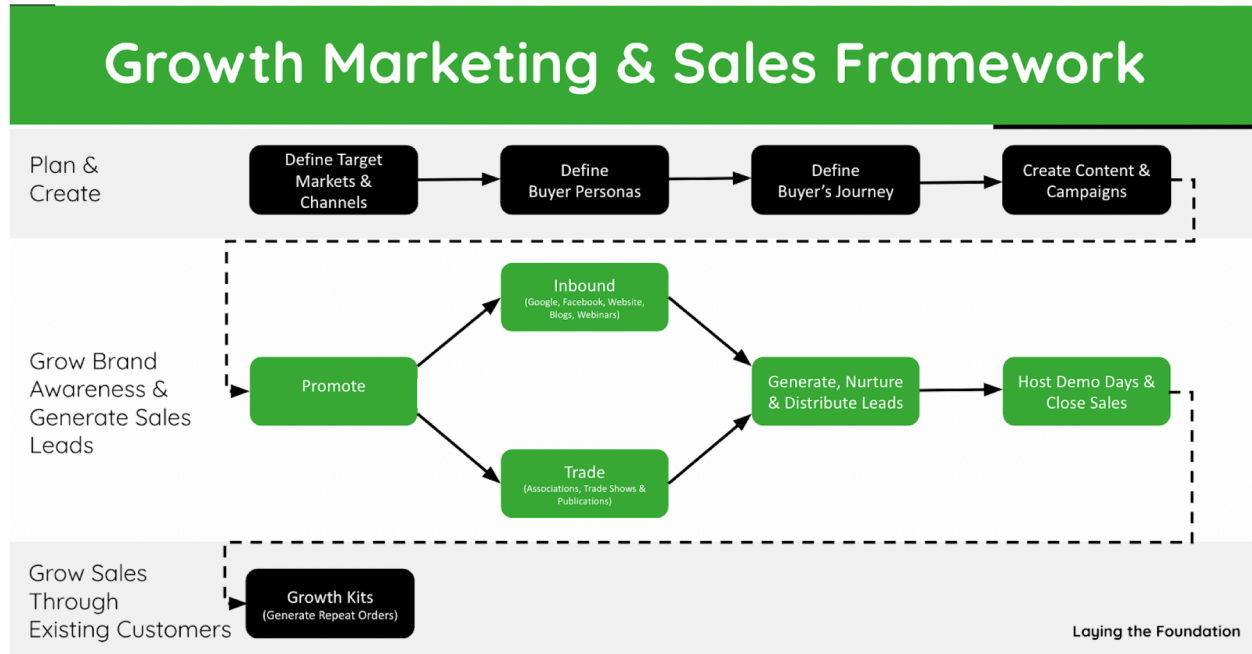 Growth Marketing & Sales Framework
Plan &
Create
Define Target
Markets &
Channels
Define
Buyer Personas
Define
Buyer's Journey
Create Content &
Campaigns
Grow Brand
Awareness &
Generate Sales
Leads
Promote
Inbound
(Google, Facebook, Website,
Blogs, Webinars)
Trade
(Associations, Trade Shows &
Publications)
Generate, Nurture
& Distribute Leads
Host Demo Days &
Close Sales
Grow Sales
Through
Existing Customers
Growth Kits
(Generate Repeat Orders)
Laying the Foundation